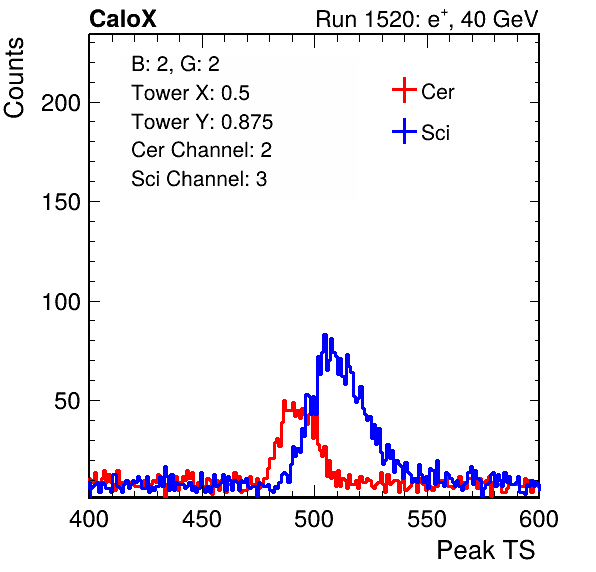 CaloX
Run 1520: e+, 40 GeV
Counts
B: 2, G: 2
Tower X: 0.5
Tower Y: 0.875
Cer Channel: 2
Sci Channel: 3
Cer
Sci
200
150
100
50
400 450 500 550 600
Peak TS